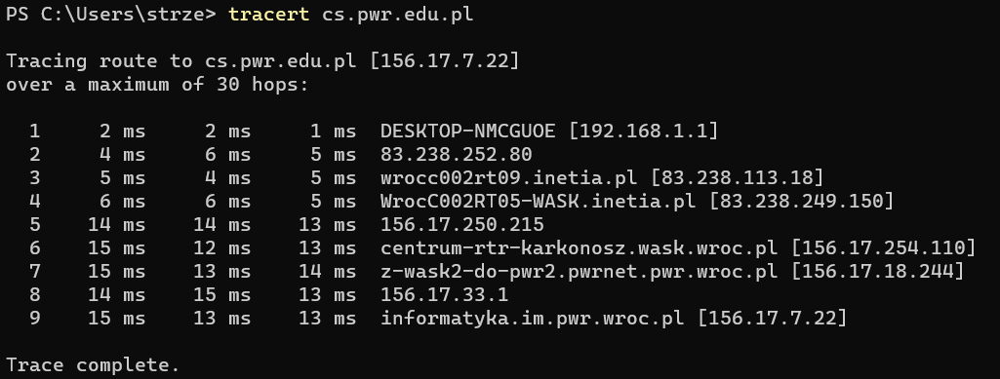 PS C:\Users\strze> tracert cs.pwr.edu.pl
Tracing route to cs.pwr.edu.pl [156.17.7.22]
over a maximum of 30 hops:
1 2 ms 2 ms 1 ms DESKTOP-NMCGUOE [192.168.1.1]
2 4 ms 6 ms 5 ms 83.238.252.80
3 5 ms 4 ms 5 ms wrocc002rt09.inetia.pl [83.238.113.18]
4 6 ms 6 ms 5 ms WrocC002RT05-WASK.inetia.pl [83.238.249.150]
5 14 ms 14 ms 13 ms 156.17.250.215
6 15 ms 12 ms 13 ms centrum-rtr-karkonosz.wask.wroc.pl [156.17.254.110]
7 15 ms 13 ms 14 ms z-wask2-do-pwr2.pwrnet.pwr.wroc.pl [156.17.18.244]
8 14 ms 15 ms 13 ms 156.17.33.1
9 15 ms 13 ms 13 ms informatyka.im.pwr.wroc.pl [156.17.7.22]
Trace complete.